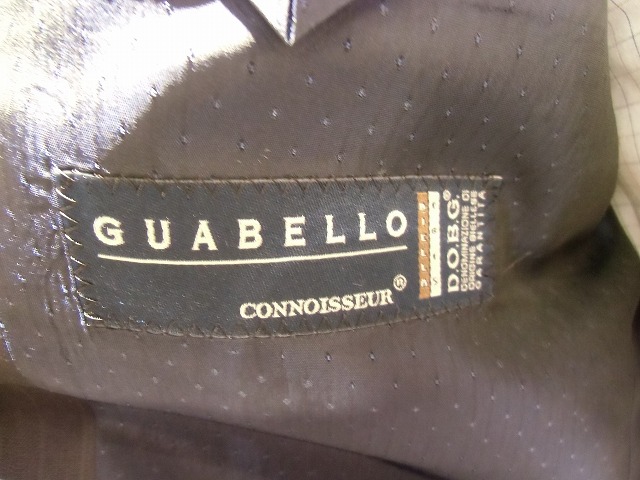 GUABELLO
CONNOISSEUR®
D.O.B.G.®
DENOMINAZIONE DI
ORIGINE BIELLESE
GARANTITA